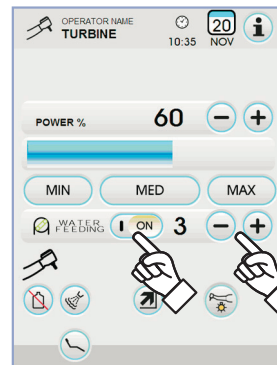 OPERATOR NAME
TURBINE
10:35
20
NOV
i
POWER %
60
MIN
MED
MAX
WATER
FEEDING
I ON
3